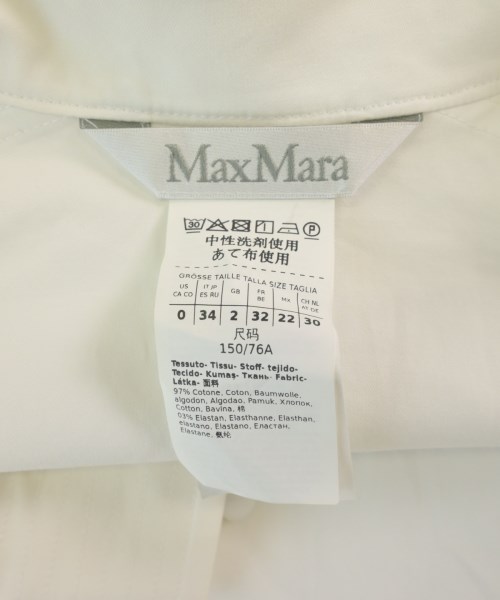 MaxMara
30 1 P
中性洗剤使用
あて布使用
GRÖSSE TAILLE TALLA SIZE TAGLIA
US CA CO IT JP ES RU GB FR BE MX CH NL DE
0 34 2 32 22 30
尺码
150/76A
Tessuto- Tissu- Stoff- tejido-
Tecido- Kumaş- Ткань- Fabric-
Látka- 面料
97% Cotone, Coton, Baumwolle,
algodon, Algodao, Pamuk, Хлопок,
Cotton, Bavlna, 棉
03% Elastan, Elasthanne, Elasthan,
elastano, Elastano, Еластан,
Elastane, 氨纶